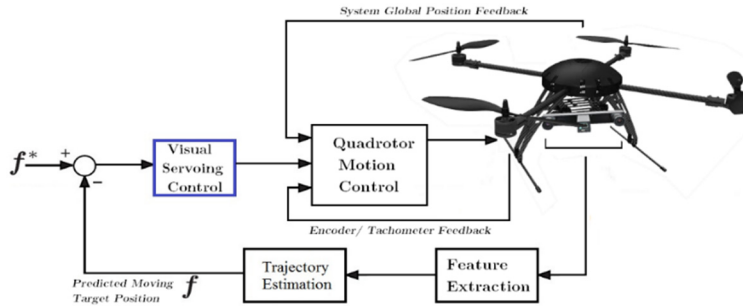 System Global Position Feedback
f*
+
−
Visual
Servoing
Control
Quadrotor
Motion
Control
Encoder/ Tachometer Feedback
Predicted Moving
Target Position
f
Trajectory
Estimation
Feature
Extraction